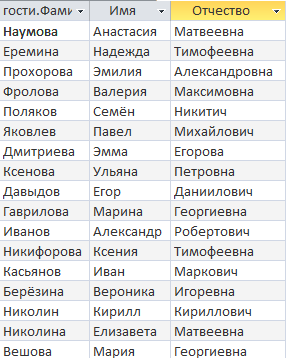 гости.Фами Имя Отчество
Наумова Анастасия Матвеевна
Еремина Надежда Тимофеевна
Прохорова Эмилия Александровна
Фролова Валерия Максимовна
Поляков Семён Никитич
Яковлев Павел Михайлович
Дмитриева Эмма Егорова
Ксенова Ульяна Петровна
Давыдов Егор Даниилович
Гаврилова Марина Георгиевна
Иванов Александр Робертович
Никифорова Ксения Тимофеевна
Касьянов Иван Маркович
Берёзина Вероника Игоревна
Николин Кирилл Кириллович
Николина Елизавета Матвеевна
Вешова Мария Георгиевна